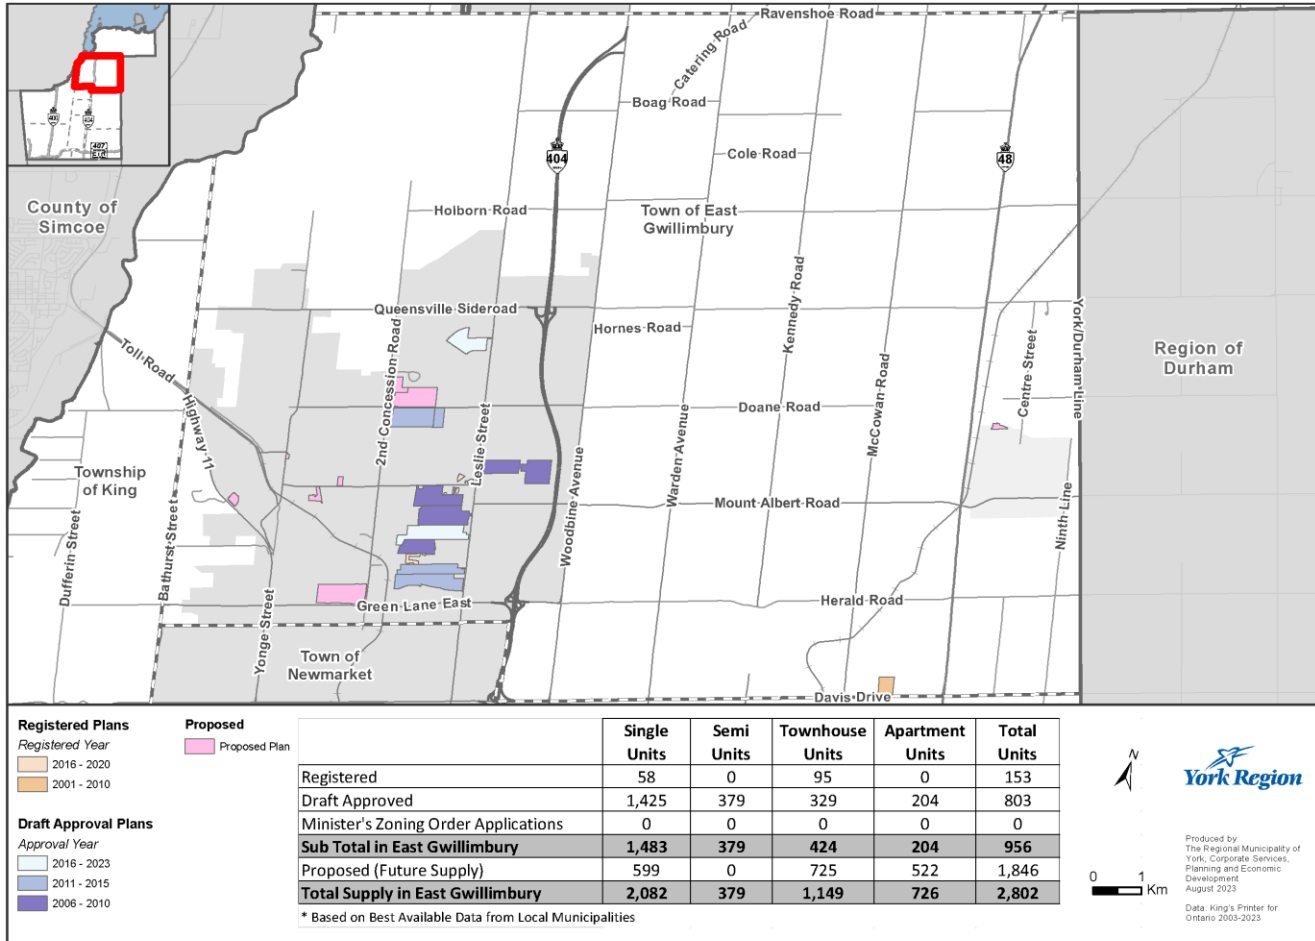 Ravenshoe Road
Catering Road
Boag Road
404
48
Cole Road
400
404
407
ETR
County of
Simcoe
Holborn Road
Town of East
Gwillimbury
Queensville Sideroad
Hornes Road
Kennedy Road
York/Durham Line
Region of
Durham
Toll Road
Highway 11
2nd Concession Road
Centre Street
Doane Road
McCowan Road
Leslie Street
Warden Avenue
Woodbine Avenue
Township
of King
Mount Albert Road
Ninth Line
Dufferin Street
Bathurst Street
Yonge Street
Green Lane East
Herald Road
Town of
Newmarket
Davis Drive
Registered Plans
Registered Year
2016 - 2020
2001 - 2010
Draft Approval Plans
Approval Year
2016 - 2023
2011 - 2015
2006 - 2010
Proposed
Proposed Plan
Single Units Semi Units Townhouse Units Apartment Units Total Units
Registered 58 0 95 0 153
Draft Approved 1,425 379 329 204 803
Minister's Zoning Order Applications 0 0 0 0 0
Sub Total in East Gwillimbury 1,483 379 424 204 956
Proposed (Future Supply) 599 0 725 522 1,846
Total Supply in East Gwillimbury 2,082 379 1,149 726 2,802
* Based on Best Available Data from Local Municipalities
N
0 1
Km
York Region
Produced by:
The Regional Municipality of
York, Corporate Services,
Planning and Economic
Development
August 2023
Data: King's Printer for
Ontario 2003-2023